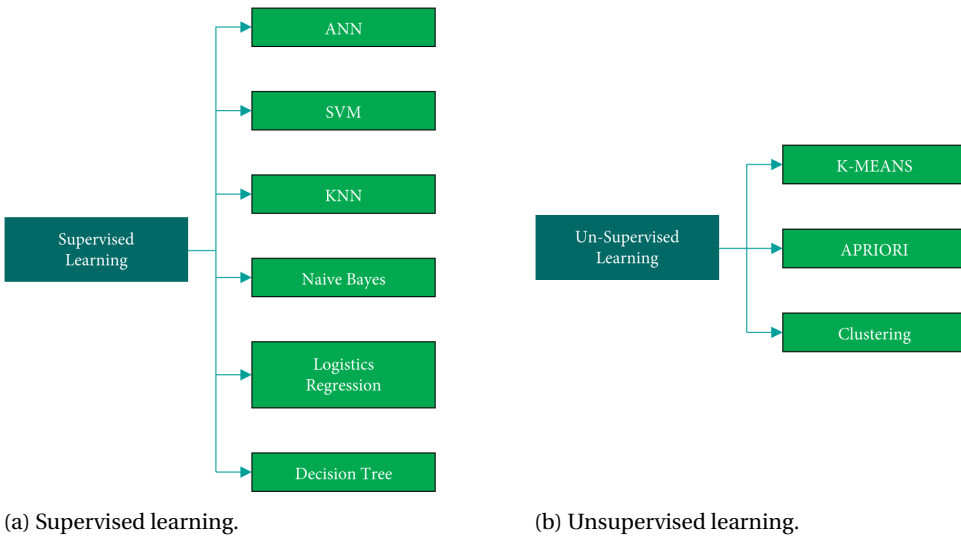 ANN
SVM
KNN
Supervised
Learning
Naive Bayes
Logistics
Regression
Decision Tree
(a) Supervised learning.
K-MEANS
Un-Supervised
Learning
APRIORI
Clustering
(b) Unsupervised learning.